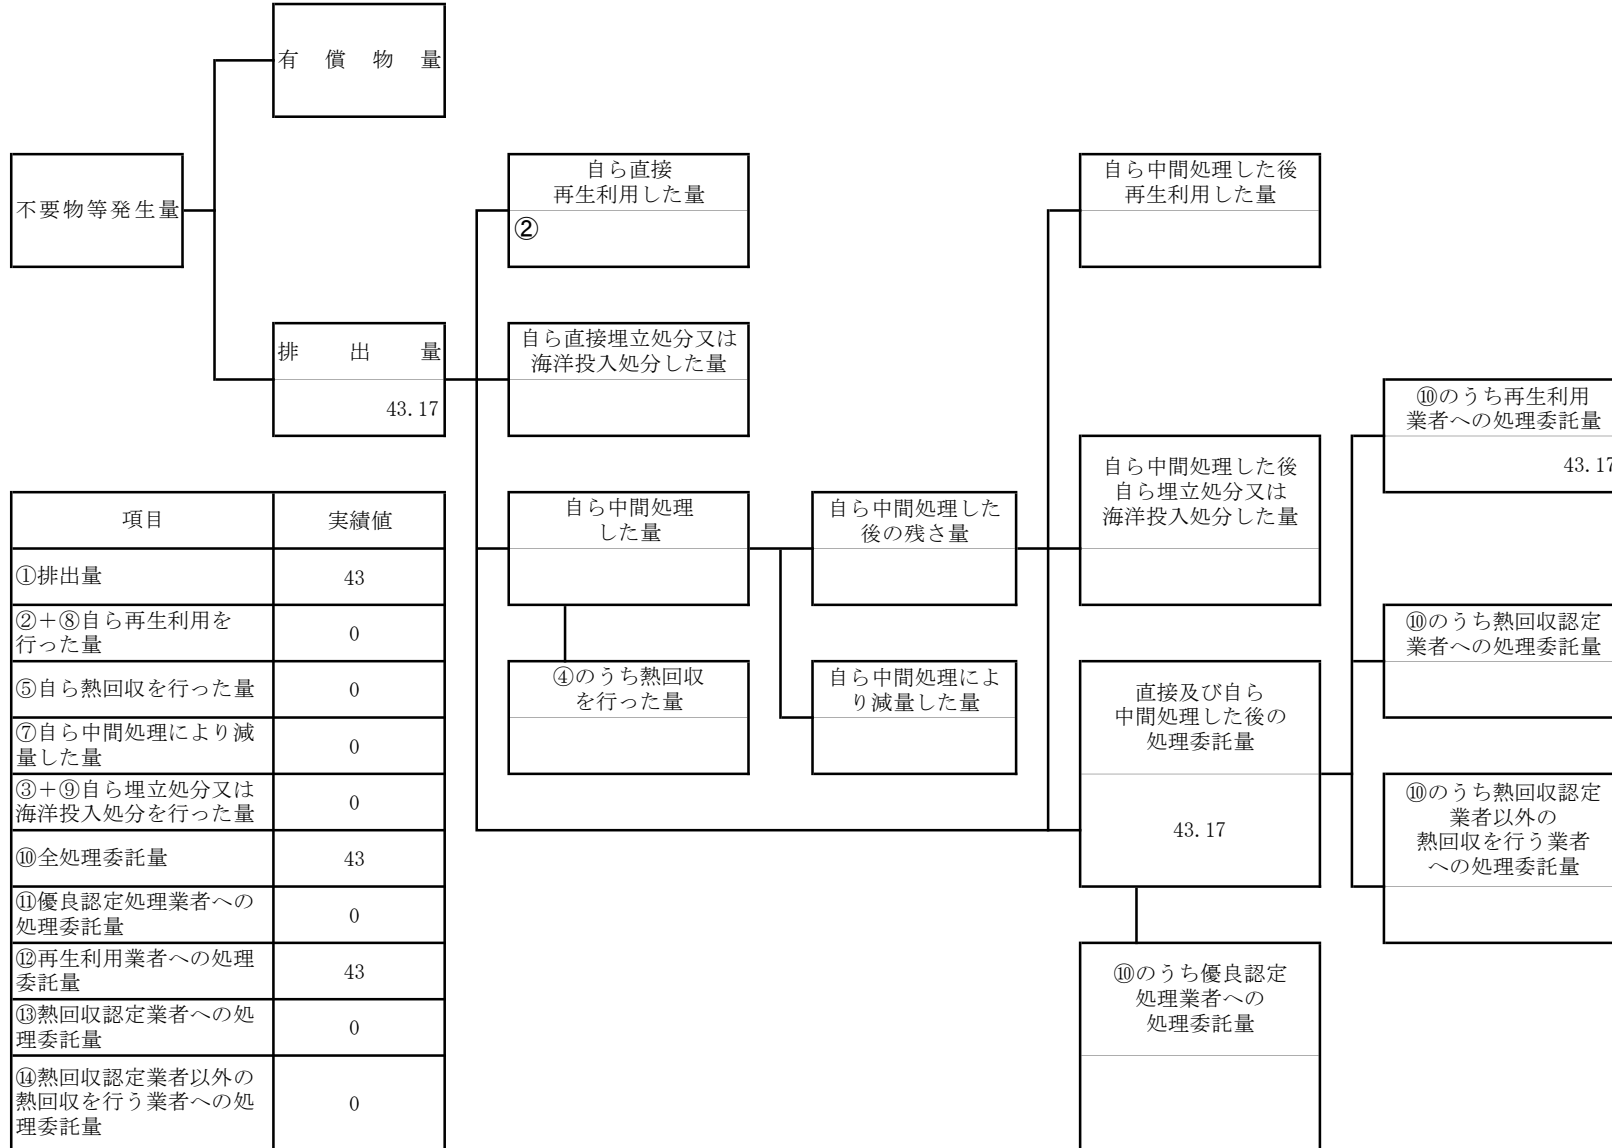 有償物量
不要物等発生量
自ら直接
再生利用した量
②
自ら中間処理した後
再生利用した量
排出量
43.17
自ら直接埋立処分又は
海洋投入処分した量
⑩のうち再生利用
業者への処理委託量
43.17
自ら中間処理した後
自ら埋立処分又は
海洋投入処分した量
自ら中間処理
した量
自ら中間処理した
後の残さ量
④のうち熱回収
を行った量
自ら中間処理によ
り減量した量
直接及び自ら
中間処理した後の
処理委託量
43.17
⑩のうち熱回収認定
業者への処理委託量
⑩のうち熱回収認定
業者以外の
熱回収を行う業者
への処理委託量
⑩のうち優良認定
処理業者への
処理委託量
項目 実績値
①排出量 43
②+⑧自ら再生利用を
行った量 0
⑤自ら熱回収を行った量 0
⑦自ら中間処理により減
量した量 0
③+⑨自ら埋立処分又は
海洋投入処分を行った量 0
⑩全処理委託量 43
⑪優良認定処理業者への
処理委託量 0
⑫再生利用業者への処理
委託量 43
⑬熱回収認定業者への処
理委託量 0
⑭熱回収認定業者以外の
熱回収を行う業者への処
理委託量 0